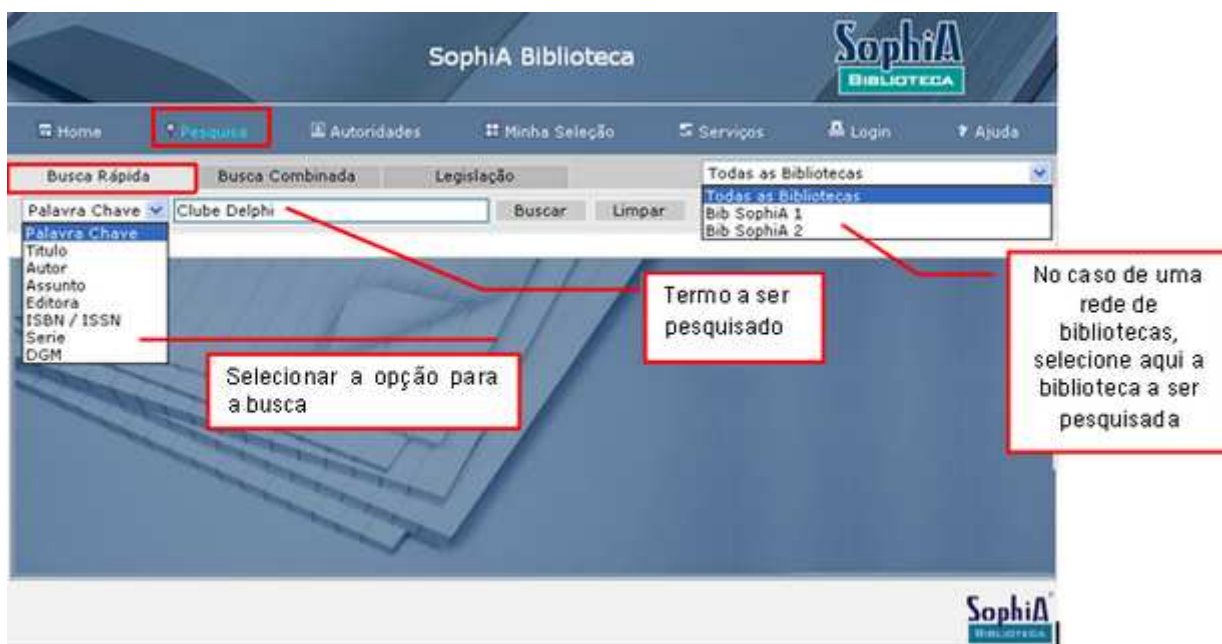 SophiA Biblioteca
SophiA
BIBLIOTECA
Home Pesquisa Autoridades Minha Seleção Serviços Login Ajuda
Busca Rápida Busca Combinada Legislação Todas as Bibliotecas
Palavra Chave Clube Delphi Buscar Limpar
Todas as Bibliotecas
Bib SophiA 1
Bib SophiA 2
Palavra Chave
Titulo
Autor
Assunto
Editora
ISBN / ISSN
Serie
DGM
Selecionar a opção para
a busca
Termo a ser
pesquisado
No caso de uma
rede de
bibliotecas,
selecione aqui a
biblioteca a ser
pesquisada
SophiA
BIBLIOTECA